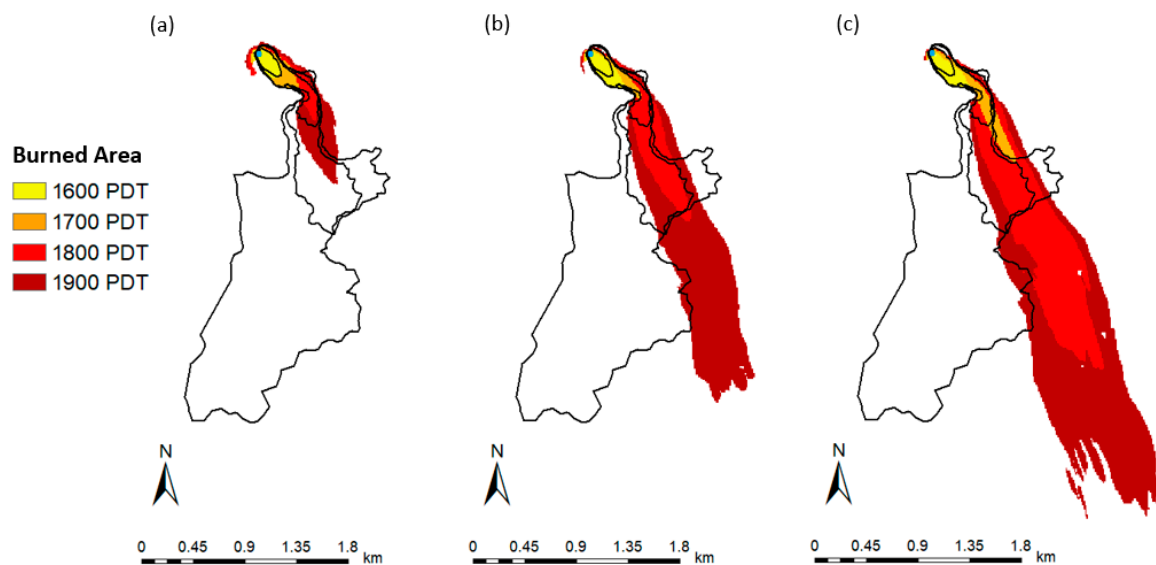 (a)
(b)
(c)
Burned Area
1600 PDT
1700 PDT
1800 PDT
1900 PDT
N
N
N
0 0.45 0.9 1.35 1.8
km
0 0.45 0.9 1.35 1.8
km
0 0.45 0.9 1.35 1.8
km